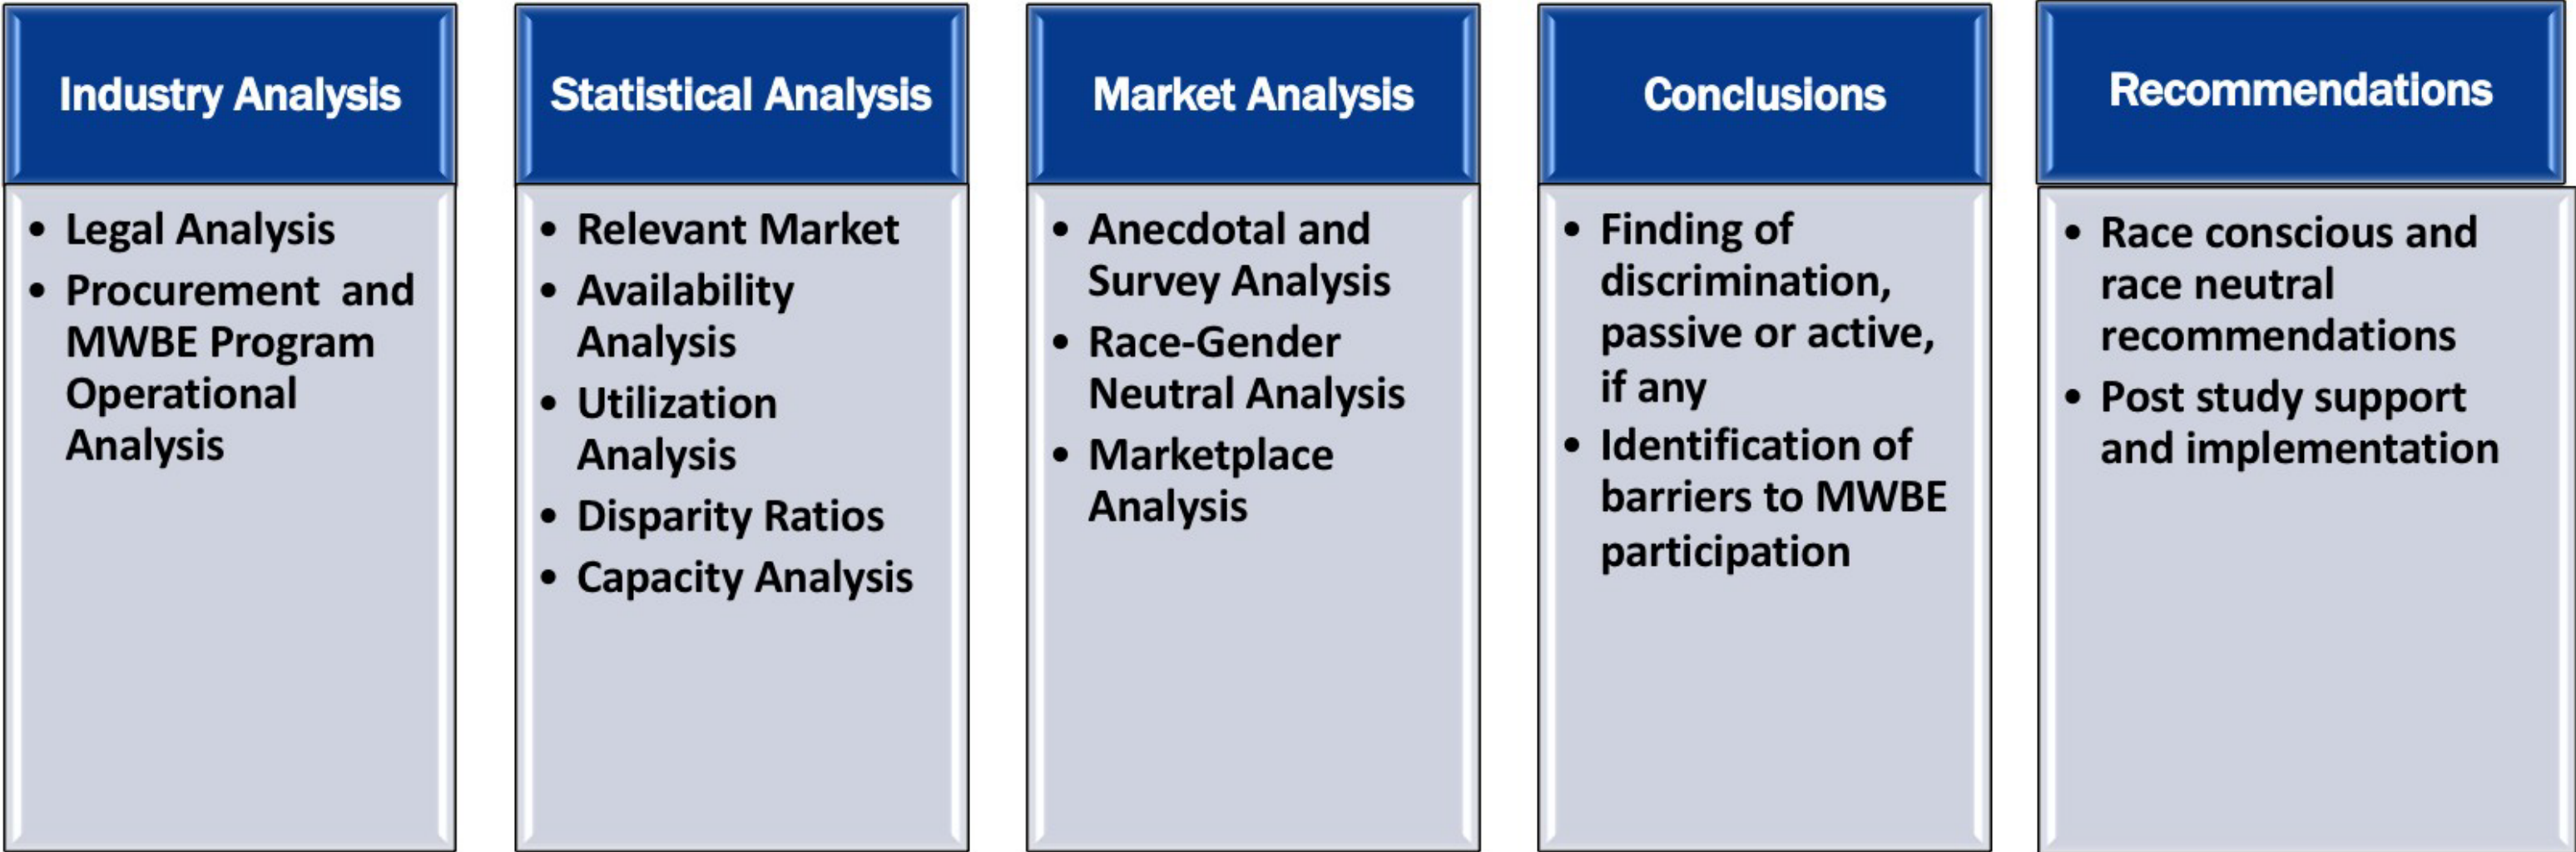 Industry Analysis
• Legal Analysis
• Procurement and
MWBE Program
Operational
Analysis
Statistical Analysis
• Relevant Market
• Availability
Analysis
• Utilization
Analysis
• Disparity Ratios
• Capacity Analysis
Market Analysis
• Anecdotal and
Survey Analysis
• Race-Gender
Neutral Analysis
• Marketplace
Analysis
Conclusions
• Finding of
discrimination,
passive or active,
if any
• Identification of
barriers to MWBE
participation
Recommendations
• Race conscious and
race neutral
recommendations
• Post study support
and implementation